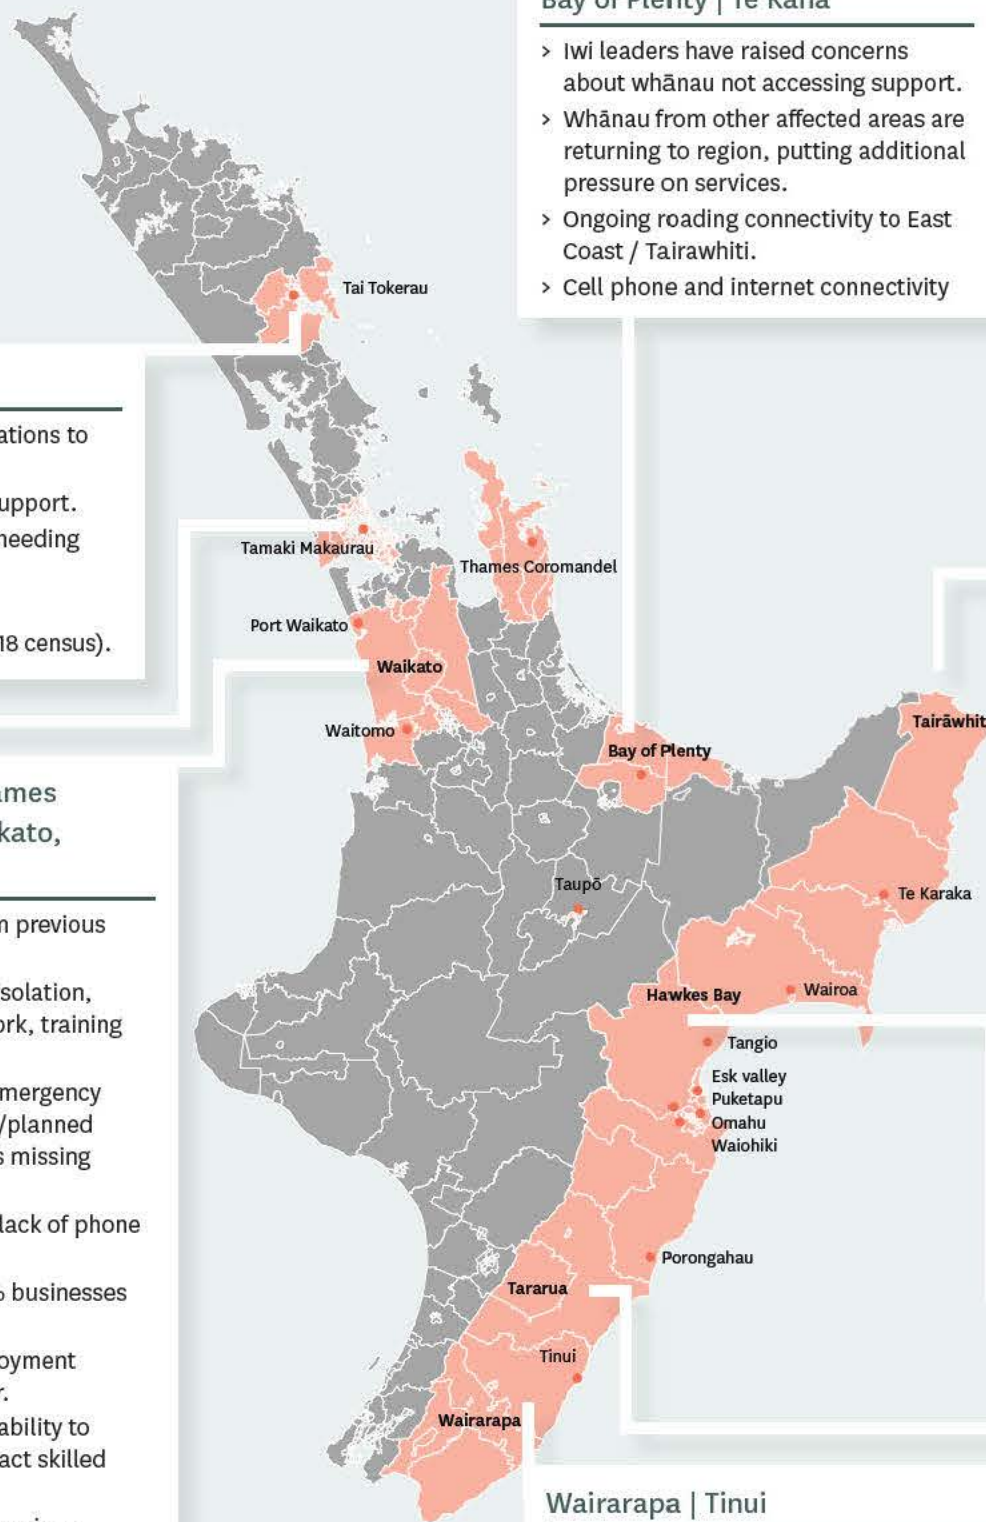 Bay of Plenty | Te Kaha
> Iwi leaders have raised concerns
about whānau not accessing support.
> Whānau from other affected areas are
returning to region, putting additional
pressure on services.
> Ongoing roading connectivity to East
Coast / Tairawhiti.
> Cell phone and internet connectivity
Tai Tokerau
ations to
upport.
needing
18 census).
Tamaki Makaurau
Thames Coromandel
Port Waikato
Waikato
Waitomo
Bay of Plenty
Tairāwhit
Taupō
Te Karaka
Hawkes Bay
Wairoa
Tangio
Esk valley
Puketapu
Omahu
Waiohiki
Porongahau
Tararua
Tinui
Wairarapa
ames
kato,
n previous
solation,
ork, training
mergency
/planned
s missing
lack of phone
businesses
oyment
r.
ability to
act skilled
Wairarapa | Tinui